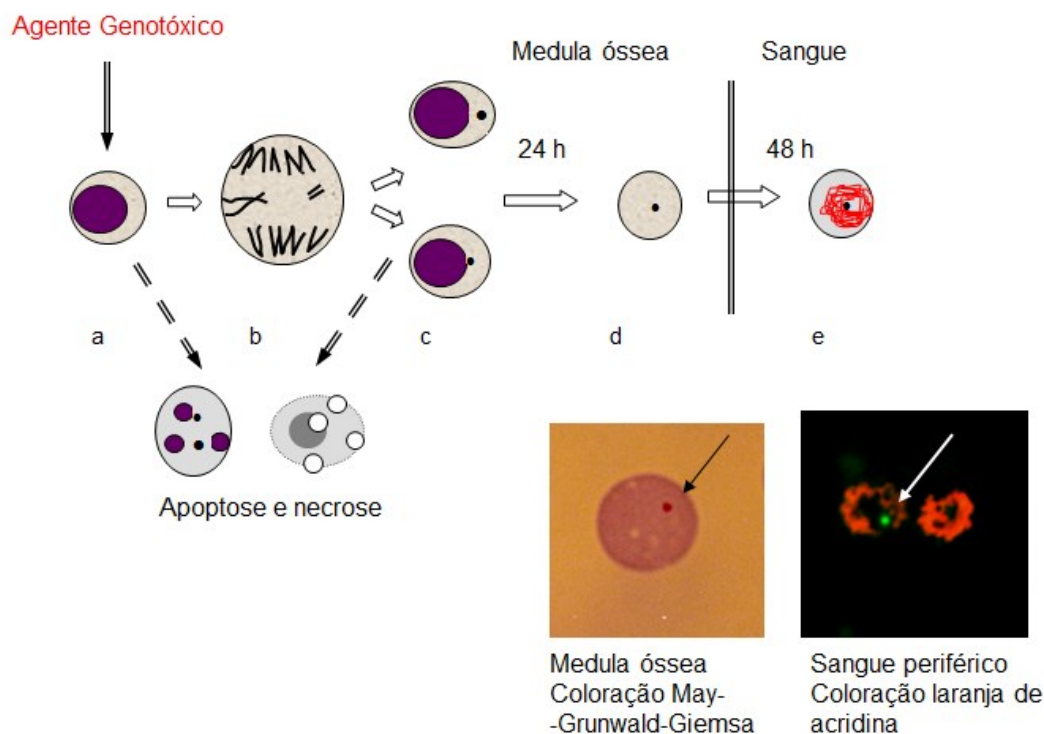 Agente Genotóxico
Medula óssea
Sangue
24 h
48 h
a
b
c
d
e
Apoptose e necrose
Medula óssea
Coloração May-
-Grunwald-Giemsa
Sangue periférico
Coloração laranja de
acridina